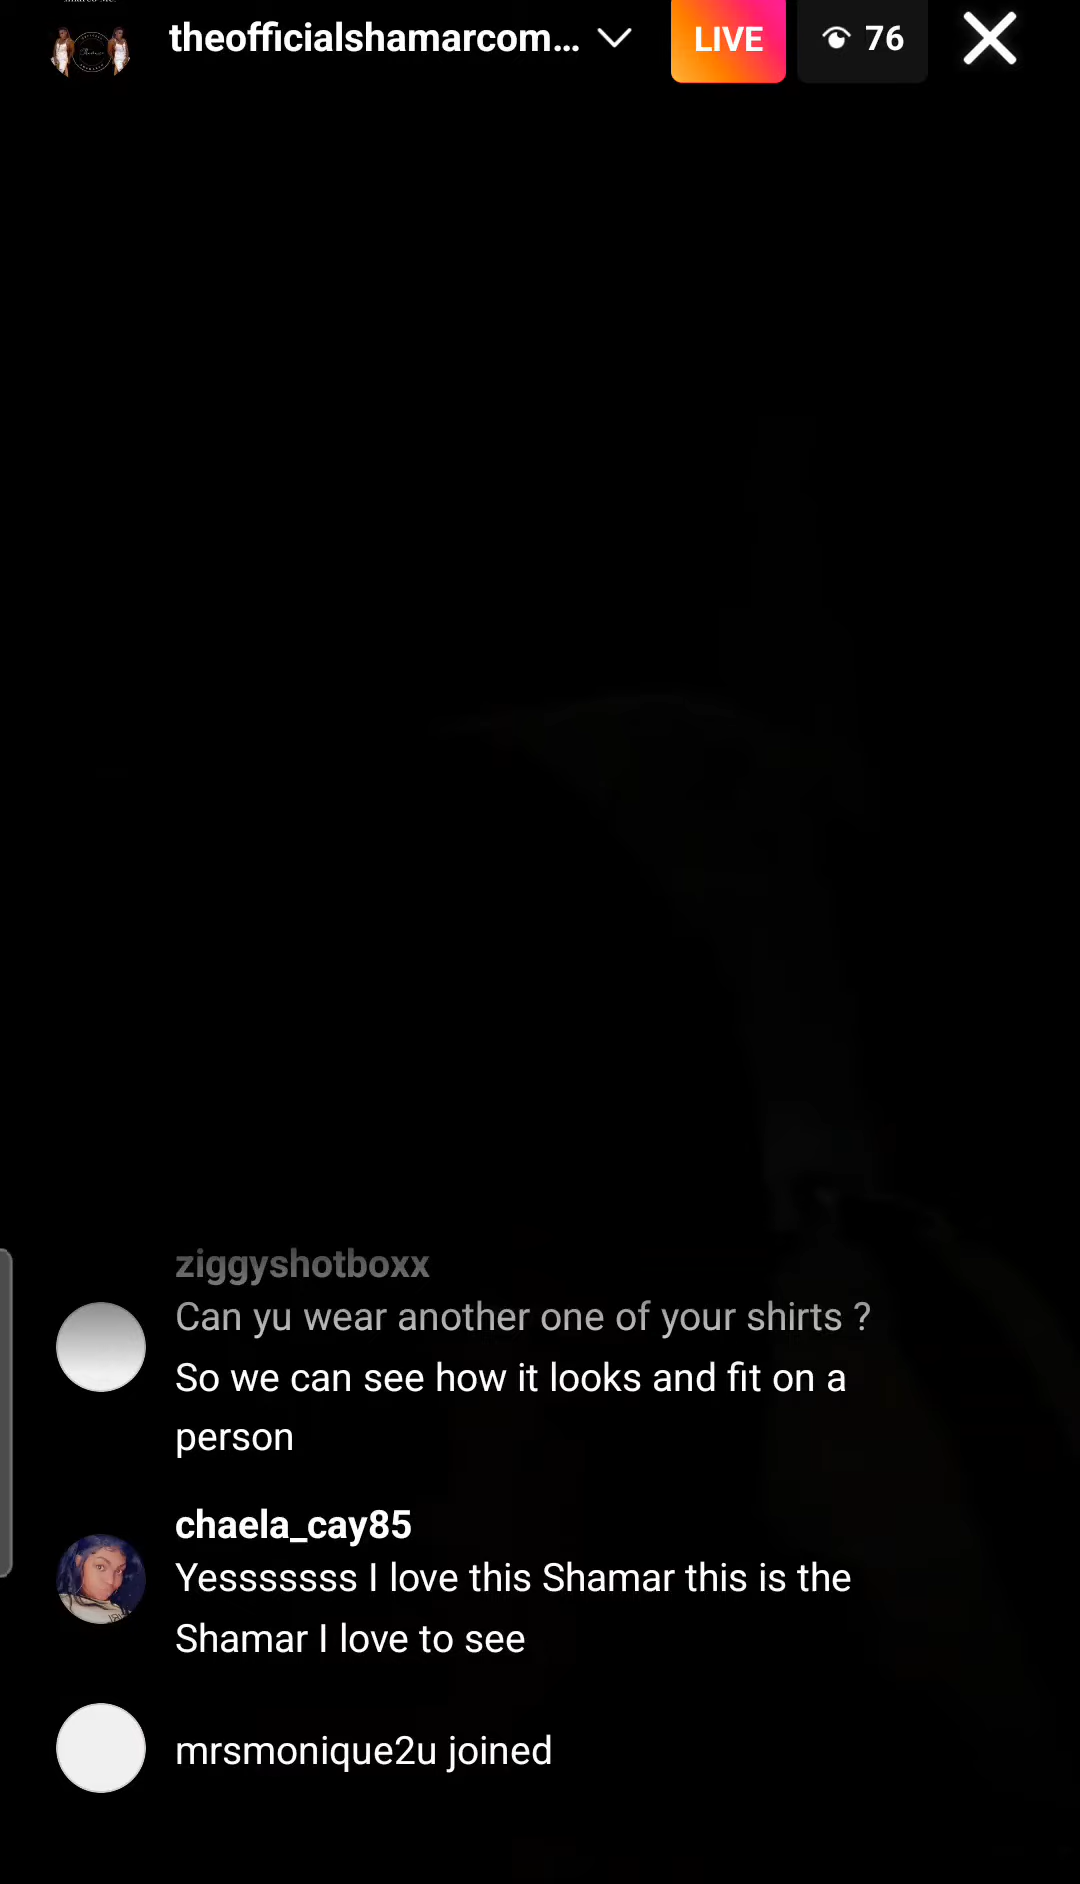 theofficialshamarcom...
LIVE
76
ziggyshotboxx
Can yu wear another one of your shirts ?
So we can see how it looks and fit on a
person
chaela_cay85
Yesssssss I love this Shamar this is the
Shamar I love to see
mrsmonique2u joined